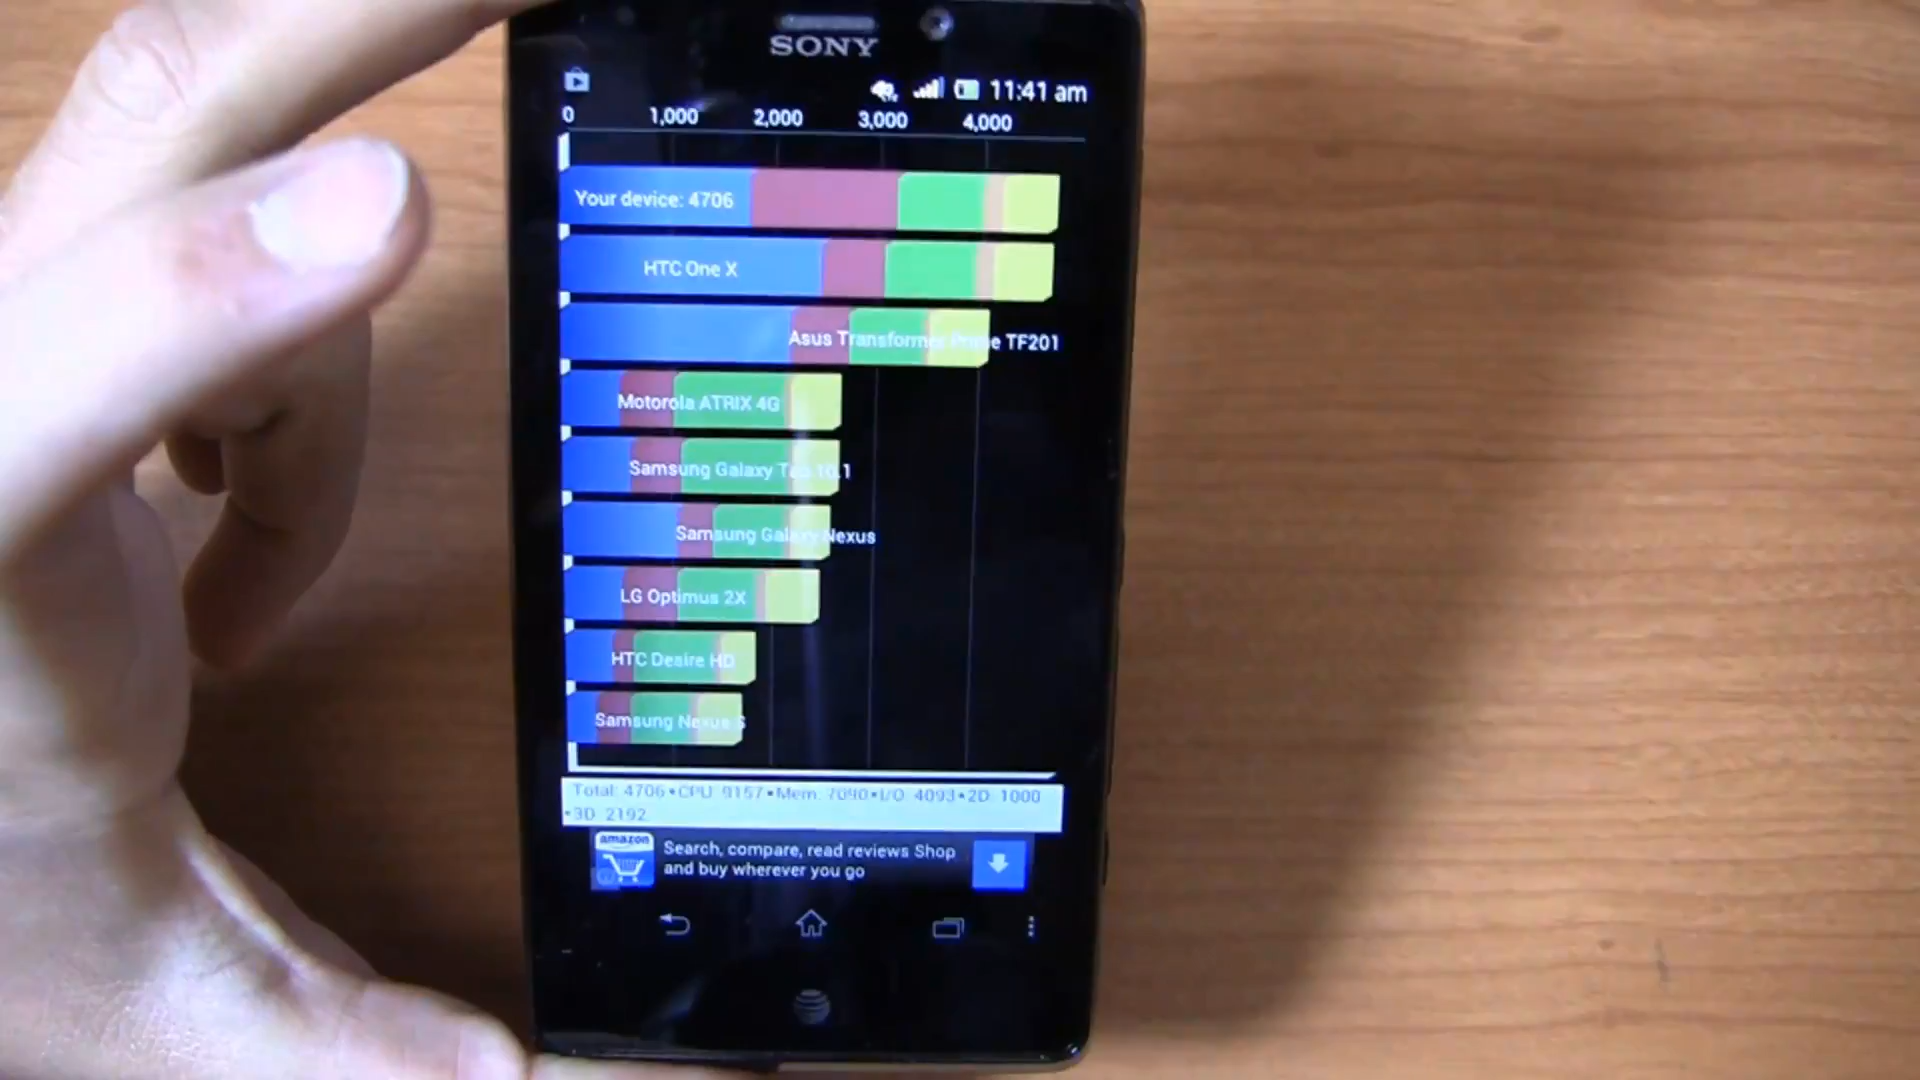 SONY
11:41 am
0 1,000 2,000 3,000 4,000
Your device: 4706
HTC One X
Asus Transformer Prime TF201
Motorola ATRIX 4G
Samsung Galaxy Tab 10.1
Samsung Galaxy Nexus
LG Optimus 2X
HTC Desire HD
Samsung Nexus S
Total: 4706•CPU: 9157•Mem: 7090•I/O: 4093•2D: 1000
•3D: 2192
amazon
Search, compare, read reviews Shop
and buy wherever you go